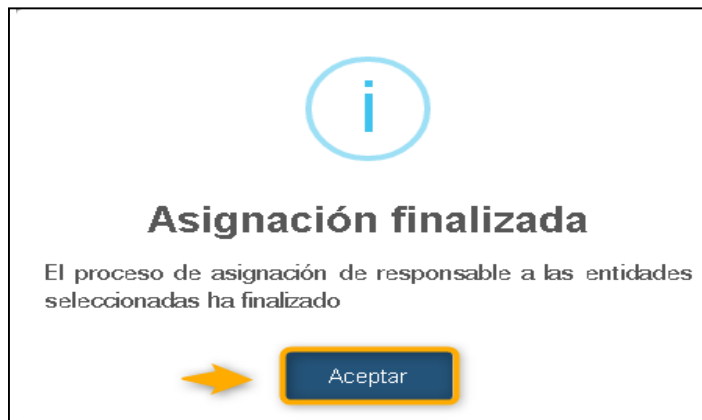 i
Asignación finalizada
El proceso de asignación de responsable a las entidades
seleccionadas ha finalizado
Aceptar